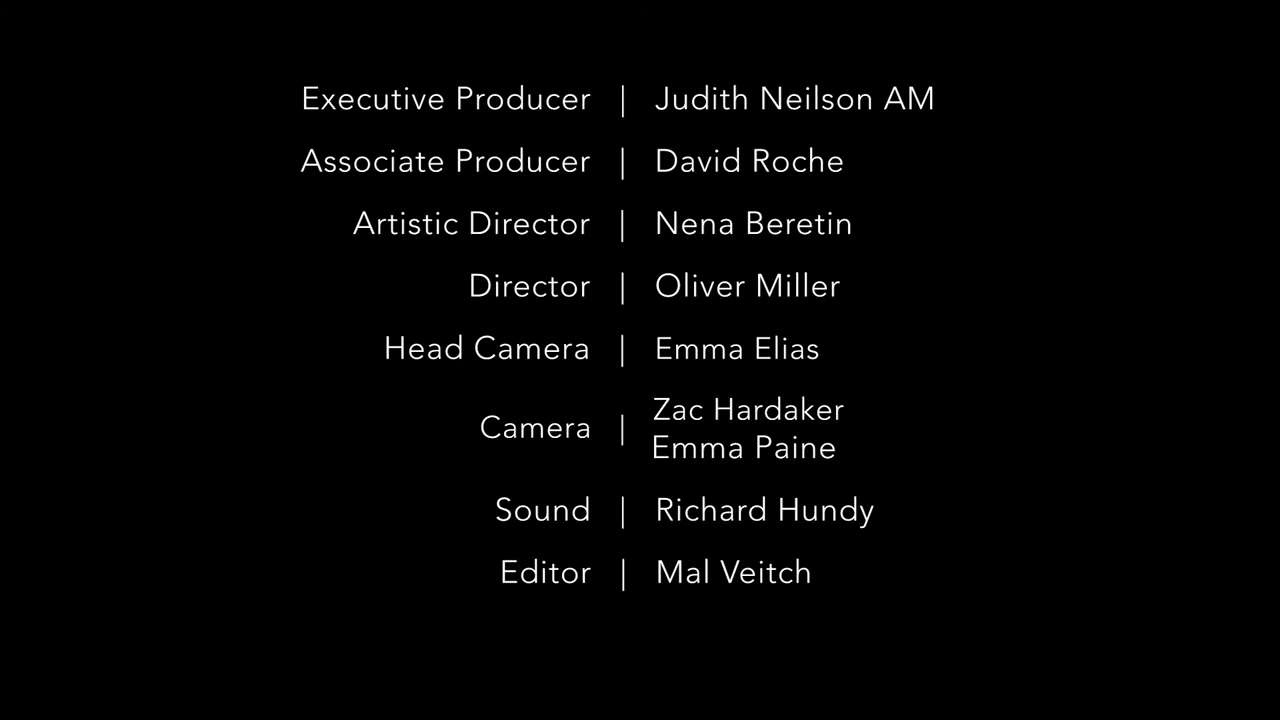 Executive Producer | Judith Neilson AM
Associate Producer | David Roche
Artistic Director | Nena Beretin
Director | Oliver Miller
Head Camera | Emma Elias
Camera | Zac Hardaker
Emma Paine
Sound | Richard Hundy
Editor | Mal Veitch